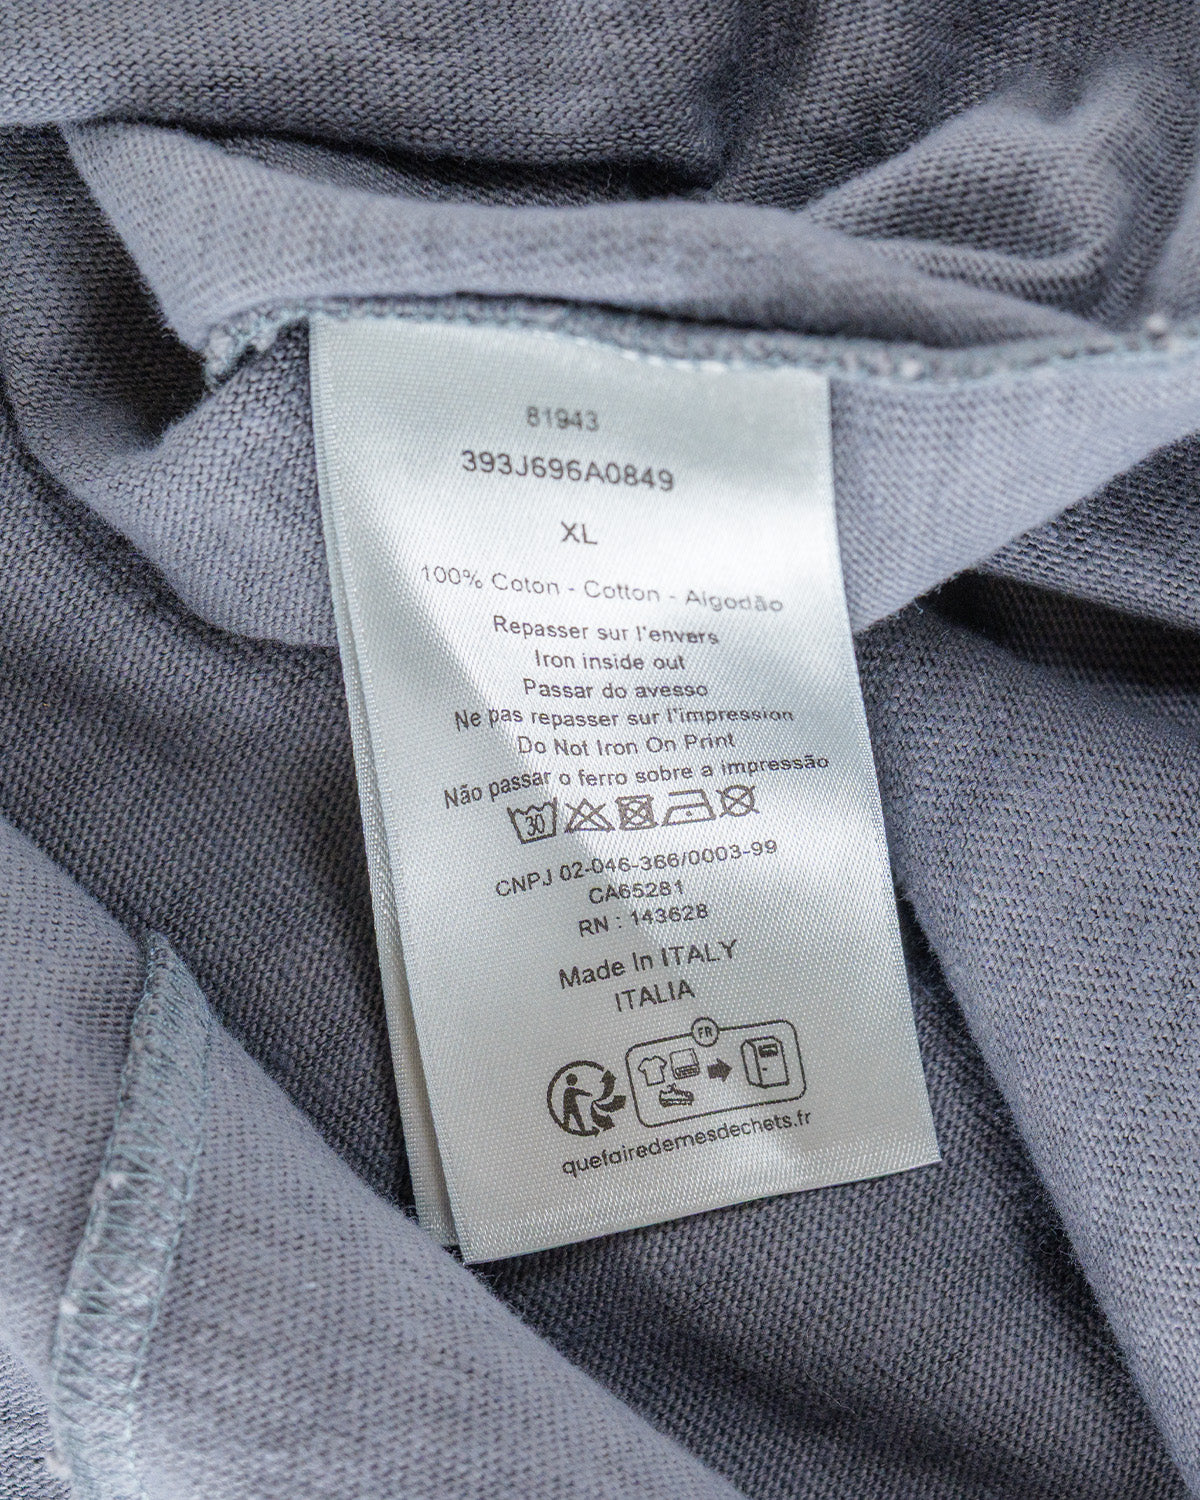 81943
393J696A0849
XL
100% Coton - Cotton - Algodão
Repasser sur l'envers
Iron inside out
Passar do avesso
Ne pas repasser sur l'impression
Do Not Iron On Print
Não passar o ferro sobre a impressão
30
CNPJ 02-046-366/0003-99
CA65281
RN : 143628
Made In ITALY
ITALIA
FR
quefairedemesdechets.fr